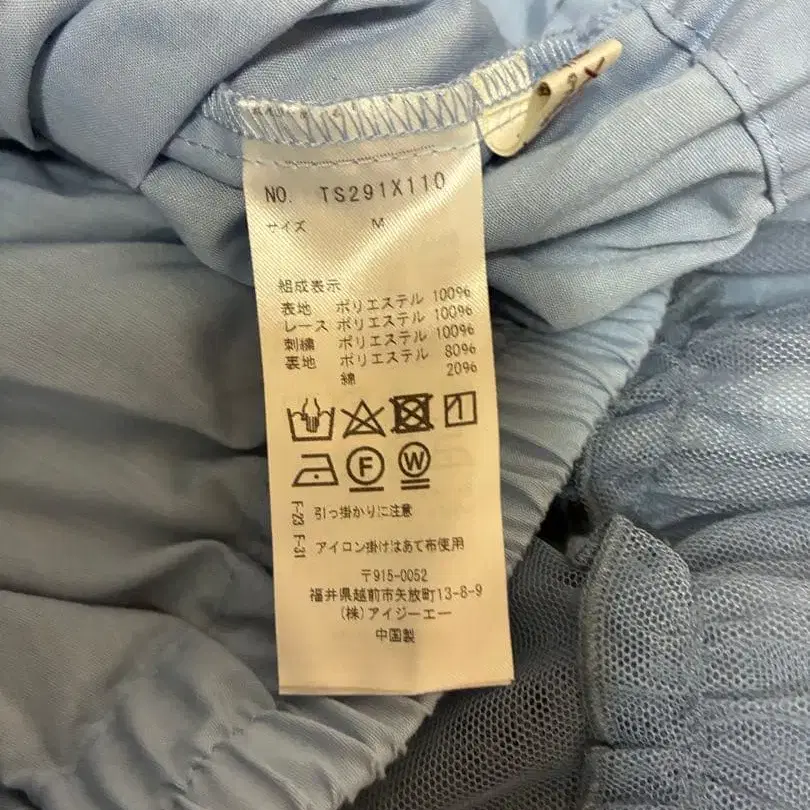 NO. TS291X110
サイズ M
組成表示
表地 ポリエステル 100%
レース ポリエステル 100%
刺繍 ポリエステル 100%
裏地 ポリエステル 80%
綿 20%
F W
F-23 引っ掛かりに注意
F-31 アイロン掛けはあて布使用
〒915-0052
福井県越前市矢放町13-8-9
(株)アイジーエー
中国製